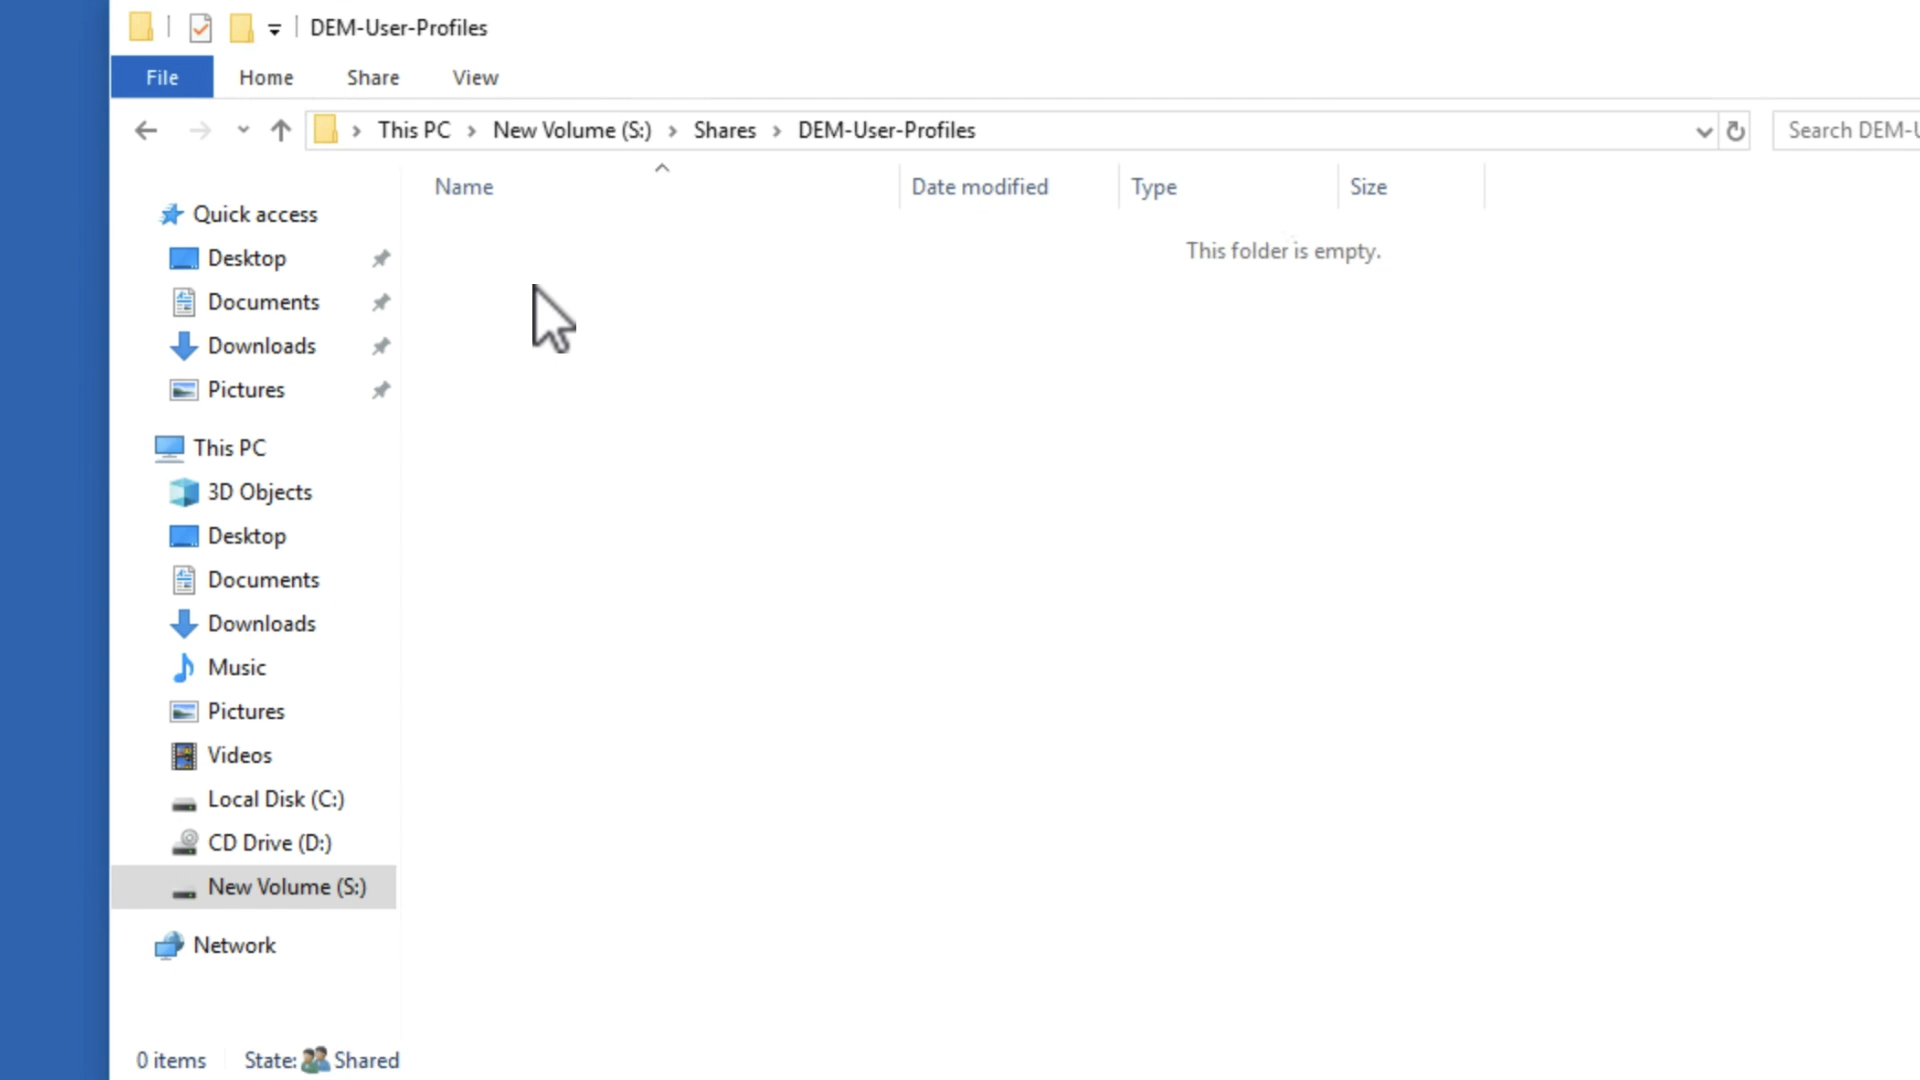 DEM-User-Profiles
File Home Share View
This PC New Volume (S:) Shares DEM-User-Profiles
Search DEM-U
Name Date modified Type Size
This folder is empty.
Quick access
Desktop
Documents
Downloads
Pictures
This PC
3D Objects
Desktop
Documents
Downloads
Music
Pictures
Videos
Local Disk (C:)
CD Drive (D:)
New Volume (S:)
Network
0 items State: Shared